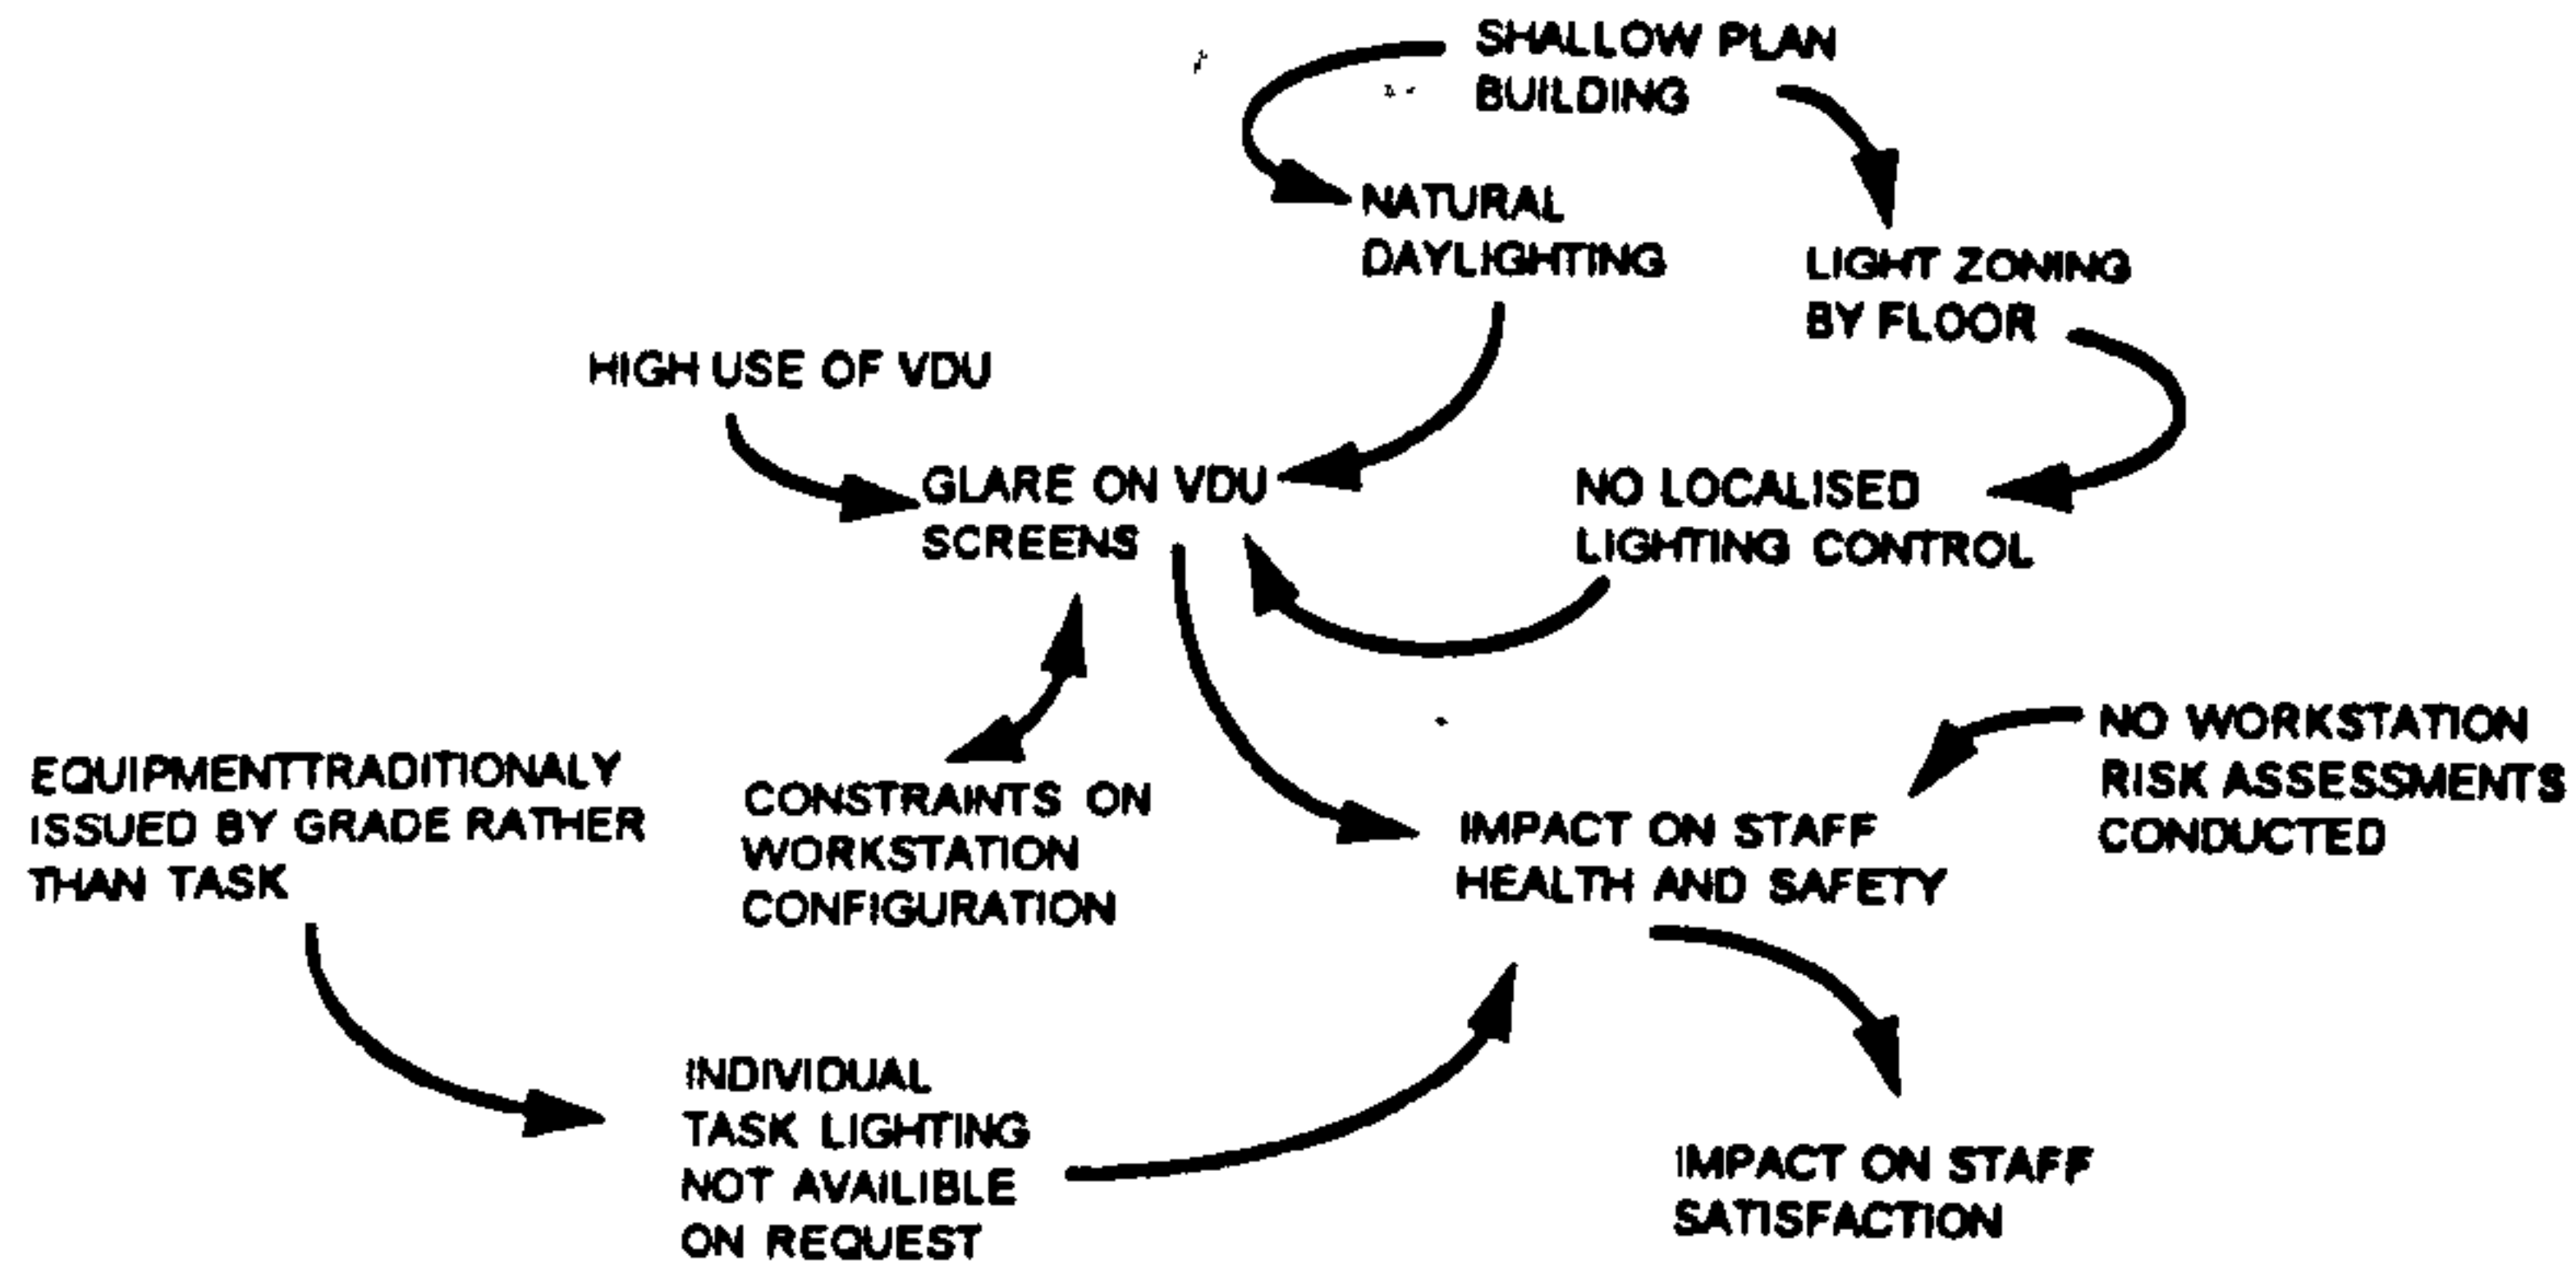 SHALLOW PLAN
BUILDING
NATURAL
DAYLIGHTING
LIGHT ZONING
BY FLOOR
HIGH USE OF VDU
GLARE ON VDU
SCREENS
NO LOCALISED
LIGHTING CONTROL
EQUIPMENTTRADITIONALY
ISSUED BY GRADE RATHER
THAN TASK
CONSTRAINTS ON
WORKSTATION
CONFIGURATION
IMPACT ON STAFF
HEALTH AND SAFETY
NO WORKSTATION
RISK ASSESSMENTS
CONDUCTED
INDIVIDUAL
TASK LIGHTING
NOT AVAILIBLE
ON REQUEST
IMPACT ON STAFF
SATISFACTION